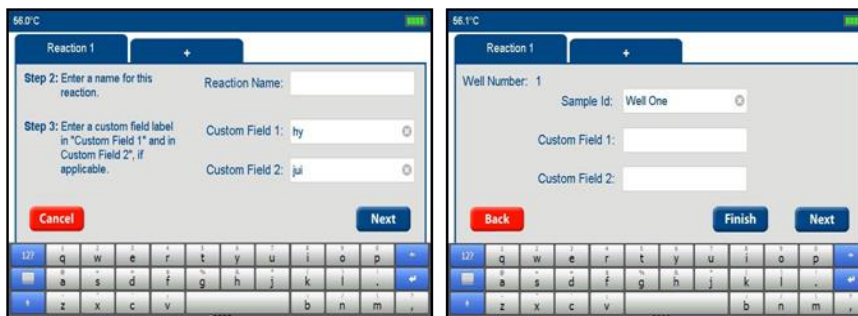 56.0°C
Reaction 1
+
Step 2: Enter a name for this
reaction.
Reaction Name:
Step 3: Enter a custom field label
in "Custom Field 1" and in
Custom Field 2", if
applicable.
Custom Field 1: hy
Custom Field 2: jui
Cancel
Next
12?
q w e r t y u i o p
a s d f g h j k l .
z x c v b n m ,
56.1°C
Reaction 1
+
Well Number: 1
Sample Id: Well One
Custom Field 1:
Custom Field 2:
Back
Finish
Next
12?
q w e r t y u i o p
a s d f g h j k l .
z x c v b n m ,